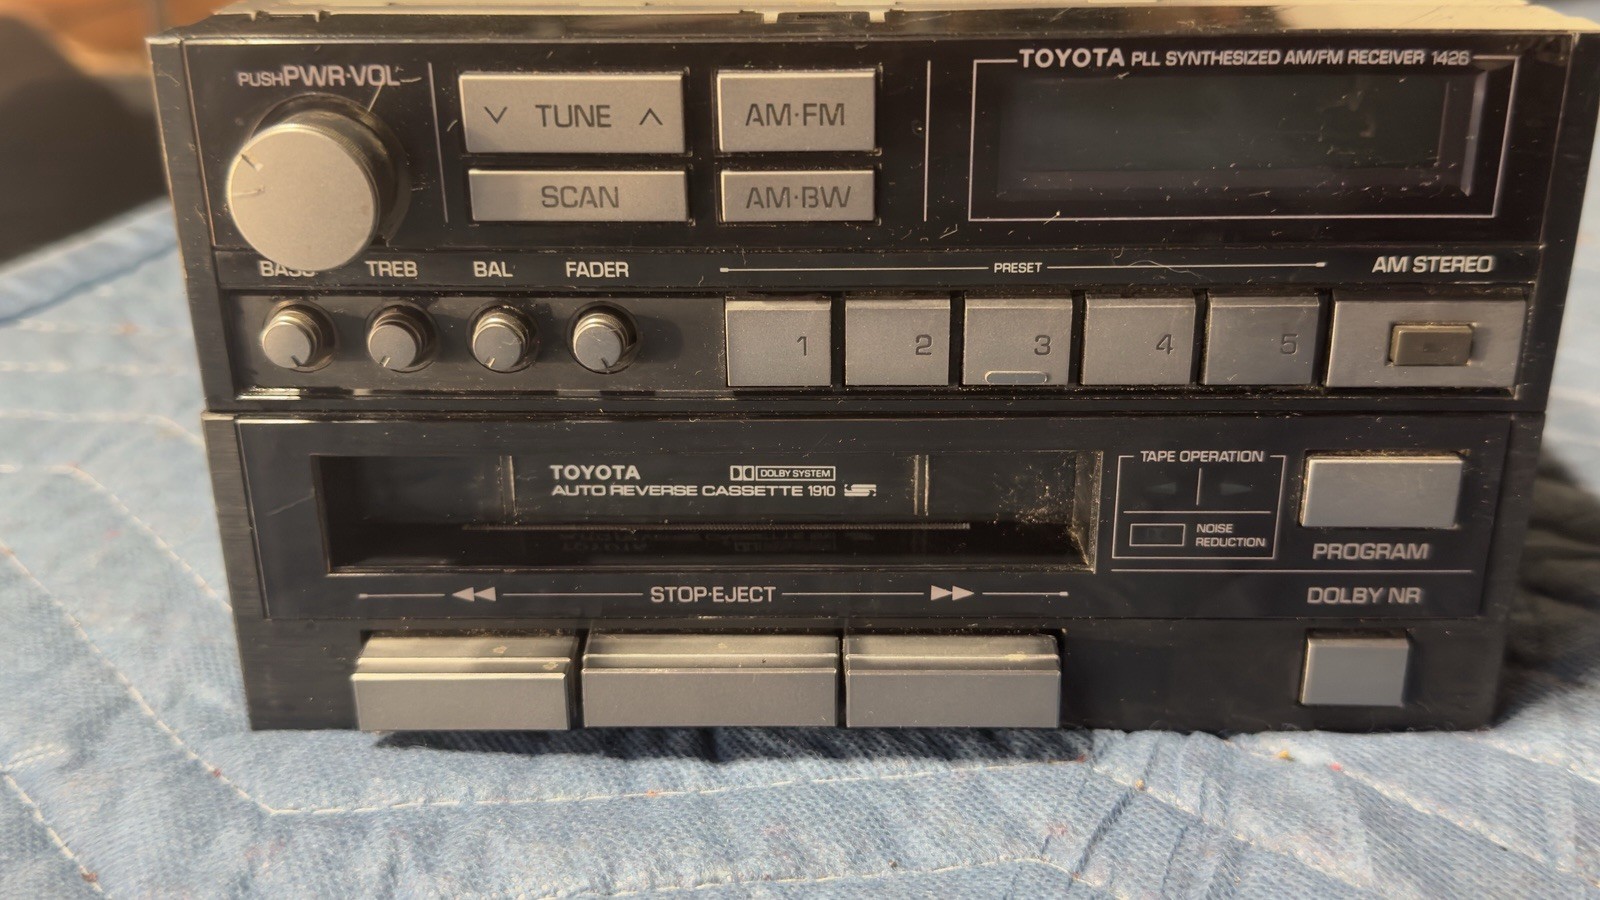 PUSH PWR·VOL
TUNE
AM·FM
TOYOTA PLL SYNTHESIZED AM/FM RECEIVER 1426
SCAN
AM·BW
BASS
TREB
BAL
FADER
PRESET
AM STEREO
1
2
3
4
5
TOYOTA
DOLBY SYSTEM
AUTO REVERSE CASSETTE 1910
TAPE OPERATION
NOISE
REDUCTION
PROGRAM
STOP·EJECT
DOLBY NR